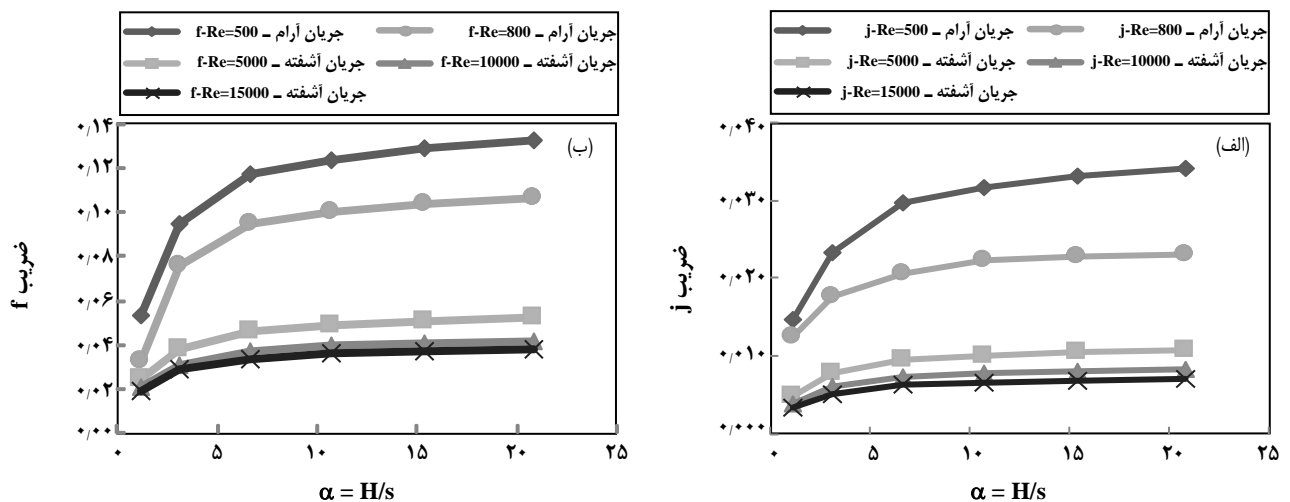 j-Re=500 جریان آرام ـ
j-Re=800 جریان آرام ـ
j-Re=5000 جریان آشفته ـ
j-Re=10000 جریان آشفته ـ
j-Re=15000 جریان آشفته ـ
(الف)
ضریب j
۰٫۰۴۰
۰٫۰۳۰
۰٫۰۲۰
۰٫۰۱۰
۰٫۰۰۰
۰ ۵ ۱۰ ۱۵ ۲۰ ۲۵
α = H/s
f-Re=500 جریان آرام ـ
f-Re=800 جریان آرام ـ
f-Re=5000 جریان آشفته ـ
f-Re=10000 جریان آشفته ـ
f-Re=15000 جریان آشفته ـ
(ب)
ضریب f
۰٫۱۴
۰٫۱۲
۰٫۱۰
۰٫۰۸
۰٫۰۶
۰٫۰۴
۰٫۰۲
۰٫۰۰
۰ ۵ ۱۰ ۱۵ ۲۰ ۲۵
α = H/s